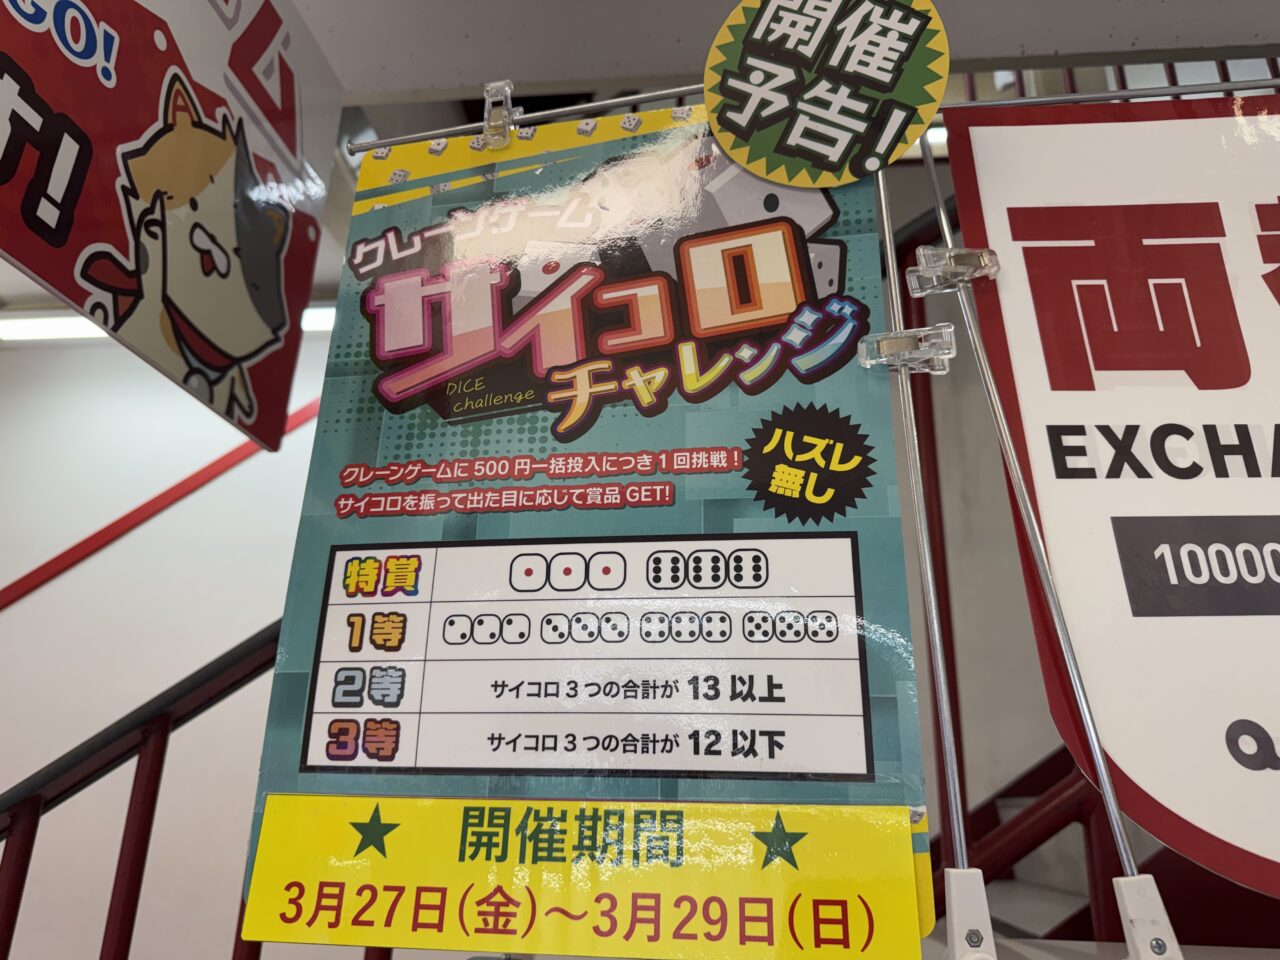 GO!
す!
開催
予告!
クレーンゲーム
サイコロ
DICE
challenge
チャレンジ
クレーンゲームに500円一括投入につき1回挑戦!
サイコロを振って出た目に応じて賞品GET!
ハズレ
無し
特賞
1等
2等 サイコロ3つの合計が 13以上
3等 サイコロ3つの合計が 12以下
★ 開催期間 ★
3月27日(金)~3月29日(日)
両
EXCHA
10000